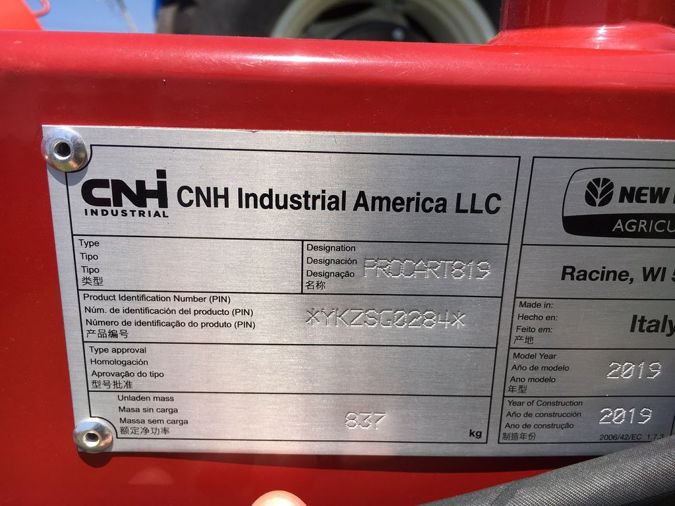 CNH
INDUSTRIAL
CNH Industrial America LLC
Type
Tipo
Tipo
类型
Designation
Designación
Designação
名称
PROCART819
Product Identification Number (PIN)
Núm. de identificación del producto (PIN)
Número de identificação do produto (PIN)
产品编号
*YKZSG0284*
Type approval
Homologación
Aprovação do tipo
型号批准
Unladen mass
Masa sin carga
Massa sem carga
额定净功率
837
kg
NEW
AGRICU
Racine, WI 5
Made in:
Hecho en:
Feito em:
产地
Italy
Model Year
Año de modelo
Ano modelo
年型
2019
Year of Construction
Año de construcción
Ano de construção
制造年份
2019
2006/42/EC_1.7.3